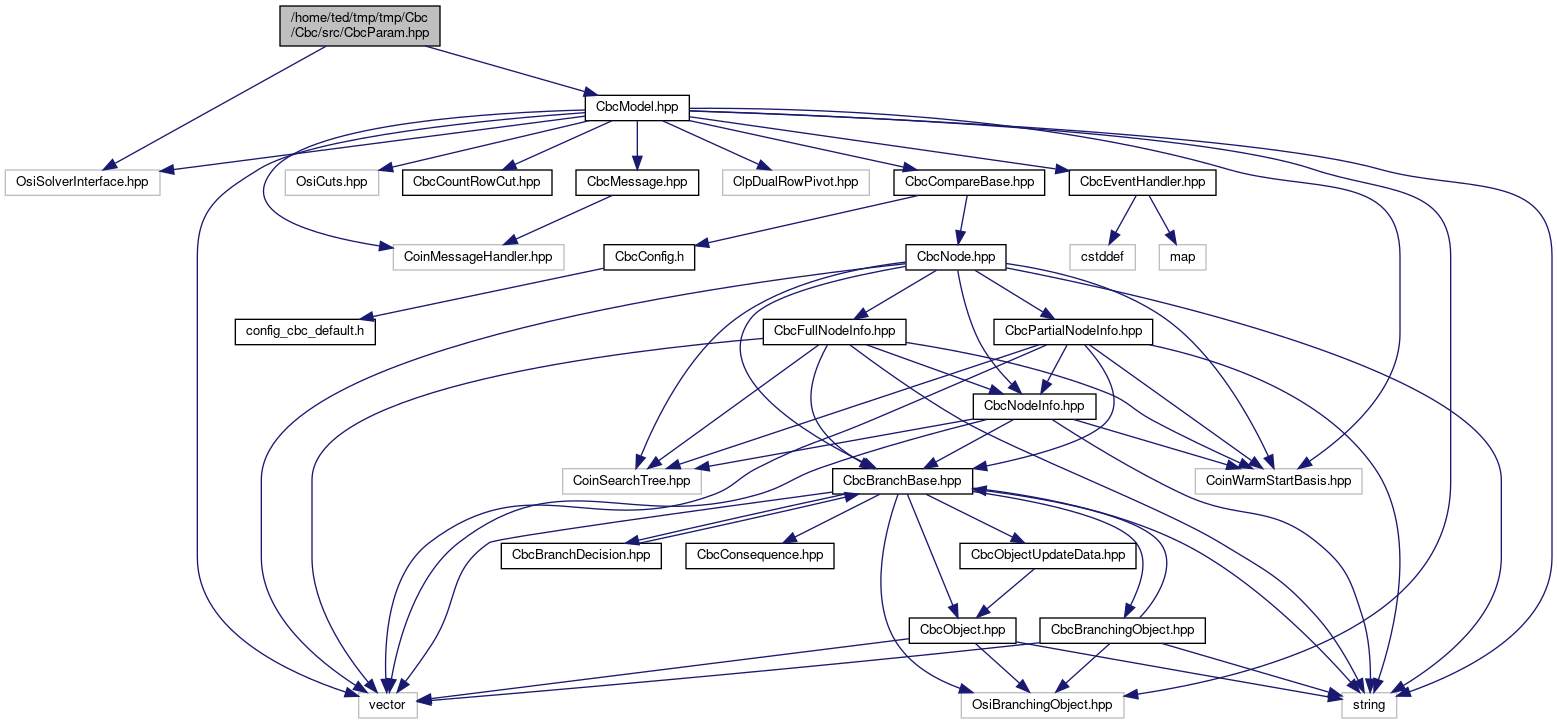 /home/ted/tmp/tmp/Cbc
/Cbc/src/CbcParam.hpp
CbcModel.hpp
OsiSolverInterface.hpp
OsiCuts.hpp
CbcCountRowCut.hpp
CbcMessage.hpp
ClpDualRowPivot.hpp
CbcCompareBase.hpp
CbcEventHandler.hpp
CoinMessageHandler.hpp
CbcConfig.h
CbcNode.hpp
cstddef
map
config_cbc_default.h
CbcFullNodeInfo.hpp
CbcPartialNodeInfo.hpp
CbcNodeInfo.hpp
CoinSearchTree.hpp
CbcBranchBase.hpp
CoinWarmStartBasis.hpp
CbcBranchDecision.hpp
CbcConsequence.hpp
CbcObjectUpdateData.hpp
CbcObject.hpp
CbcBranchingObject.hpp
vector
OsiBranchingObject.hpp
string